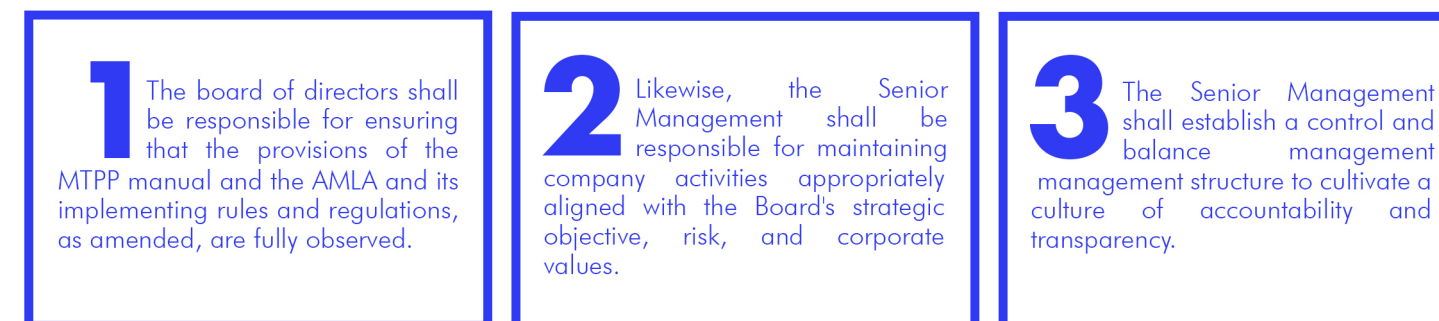 1
The board of directors shall
be responsible for ensuring
that the provisions of the
MTPP manual and the AMLA and its
implementing rules and regulations,
as amended, are fully observed.
2
Likewise, the Senior
Management shall be
responsible for maintaining
company activities appropriately
aligned with the Board's strategic
objective, risk, and corporate
values.
3
The Senior Management
shall establish a control and
balance management
management structure to cultivate a
culture of accountability and
transparency.